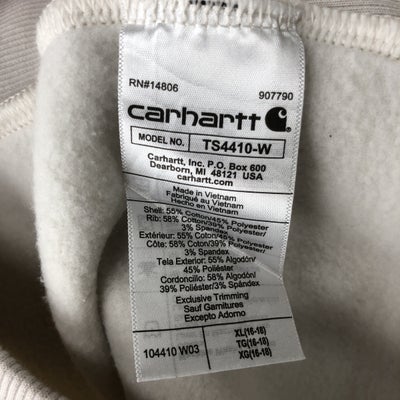 RN#14806 907790
carhartt
MODEL NO. TS4410-W
Carhartt, Inc. P.O. Box 600
Dearborn, MI 48121 USA
Made in Vietnam
Fabriqué au Vietnam
Hecho en Vietnam
Shell: 55% Cotton/45% Polyester
Rib: 58% Cotton/39% Polyester/
3% Spandex
Extérieur: 55% Coton/45% Polyester
Côte: 58% Coton/39% Polyester/
3% Spandex
Tela Exterior: 55% Algodón/
45% Poliéster
Cordoncillo: 58% Algodón/
39% Poliéster/3% Spándex
Exclusive Trimming
Sauf Garnitures
Excepto Adorno
104410 W03
XL(16-18)
TG(16-18)
XG(16-18)